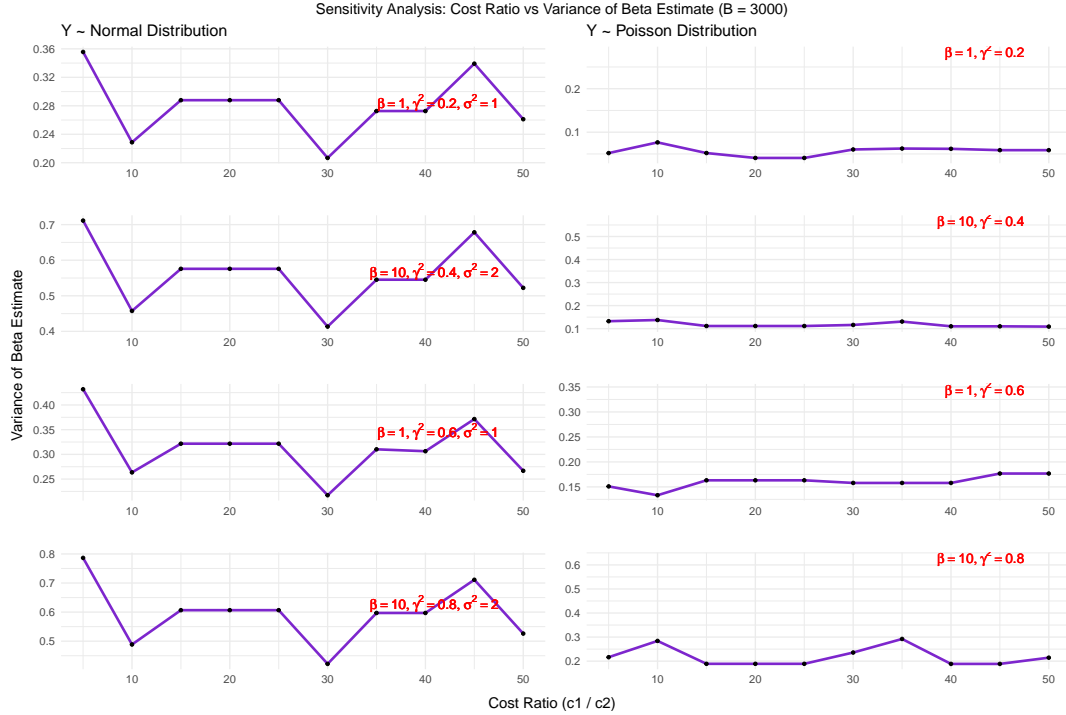 Sensitivity Analysis: Cost Ratio vs Variance of Beta Estimate (B = 3000)
Y ~ Normal Distribution
0.36
0.32
0.28
0.24
0.20
β = 1, γ² = 0.2, σ² = 1
10 20 30 40 50
Y ~ Poisson Distribution
0.2
0.1
β = 1, γ² = 0.2
10 20 30 40 50
Variance of Beta Estimate
0.7
0.6
0.5
0.4
β = 10, γ² = 0.4, σ² = 2
10 20 30 40 50
0.5
0.4
0.3
0.2
0.1
β = 10, γ² = 0.4
10 20 30 40 50
0.40
0.35
0.30
0.25
β = 1, γ² = 0.6, σ² = 1
10 20 30 40 50
0.35
0.30
0.25
0.20
0.15
β = 1, γ² = 0.6
10 20 30 40 50
0.8
0.7
0.6
0.5
β = 10, γ² = 0.8, σ² = 2
10 20 30 40 50
0.6
0.5
0.4
0.3
0.2
β = 10, γ² = 0.8
10 20 30 40 50
Cost Ratio (c1 / c2)